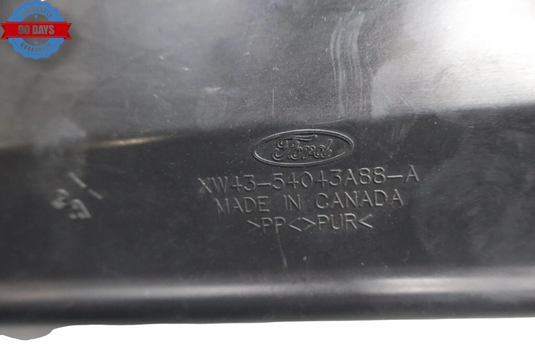 90 DAYS
Ford
XW43-54043A88-A
MADE IN CANADA
>PP<>PUR<